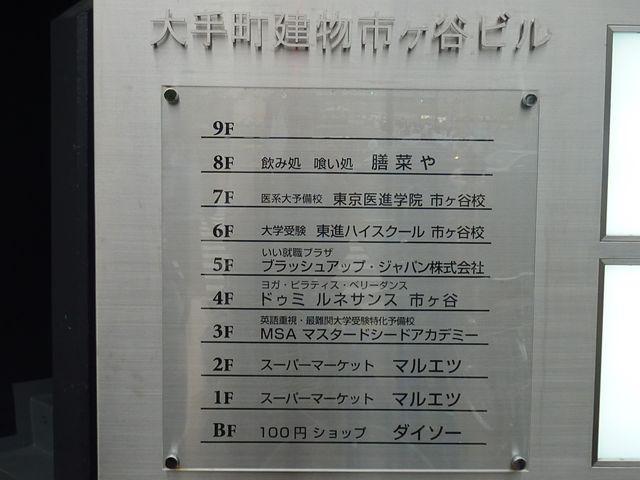 大手町建物市ヶ谷ビル
9F
8F 飲み処 喰い処 膳菜や
7F 医系大予備校 東京医進学院 市ヶ谷校
6F 大学受験 東進ハイスクール 市ヶ谷校
いい就職プラザ
5F ブラッシュアップ・ジャパン株式会社
ヨガ・ピラティス・ベリーダンス
4F ドゥミ ルネサンス 市ヶ谷
英語重視・最難関大学受験特化予備校
3F MSA マスタードシードアカデミー
2F スーパーマーケット マルエツ
1F スーパーマーケット マルエツ
BF 100円ショップ ダイソー